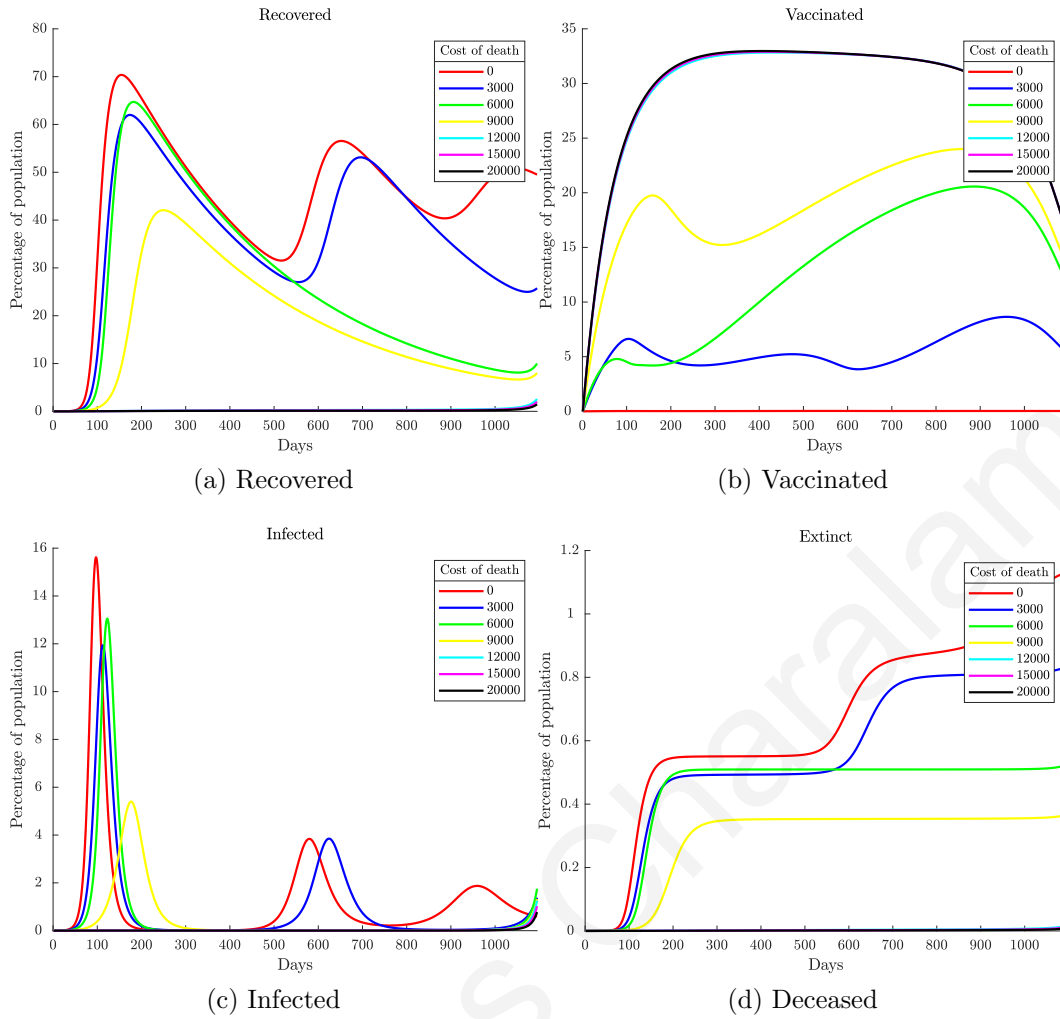 Recovered
Percentage of population
80
70
60
50
40
30
20
10
0
0 100 200 300 400 500 600 700 800 900 1000
Days
Cost of death
0
3000
6000
9000
12000
15000
20000
(a) Recovered
Vaccinated
Percentage of population
35
30
25
20
15
10
5
0
0 100 200 300 400 500 600 700 800 900 1000
Days
Cost of death
0
3000
6000
9000
12000
15000
20000
(b) Vaccinated
Infected
Percentage of population
16
14
12
10
8
6
4
2
0
0 100 200 300 400 500 600 700 800 900 1000
Days
Cost of death
0
3000
6000
9000
12000
15000
20000
(c) Infected
Extinct
Percentage of population
1.2
1
0.8
0.6
0.4
0.2
0
0 100 200 300 400 500 600 700 800 900 1000
Days
Cost of death
0
3000
6000
9000
12000
15000
20000
(d) Deceased
s Charalam